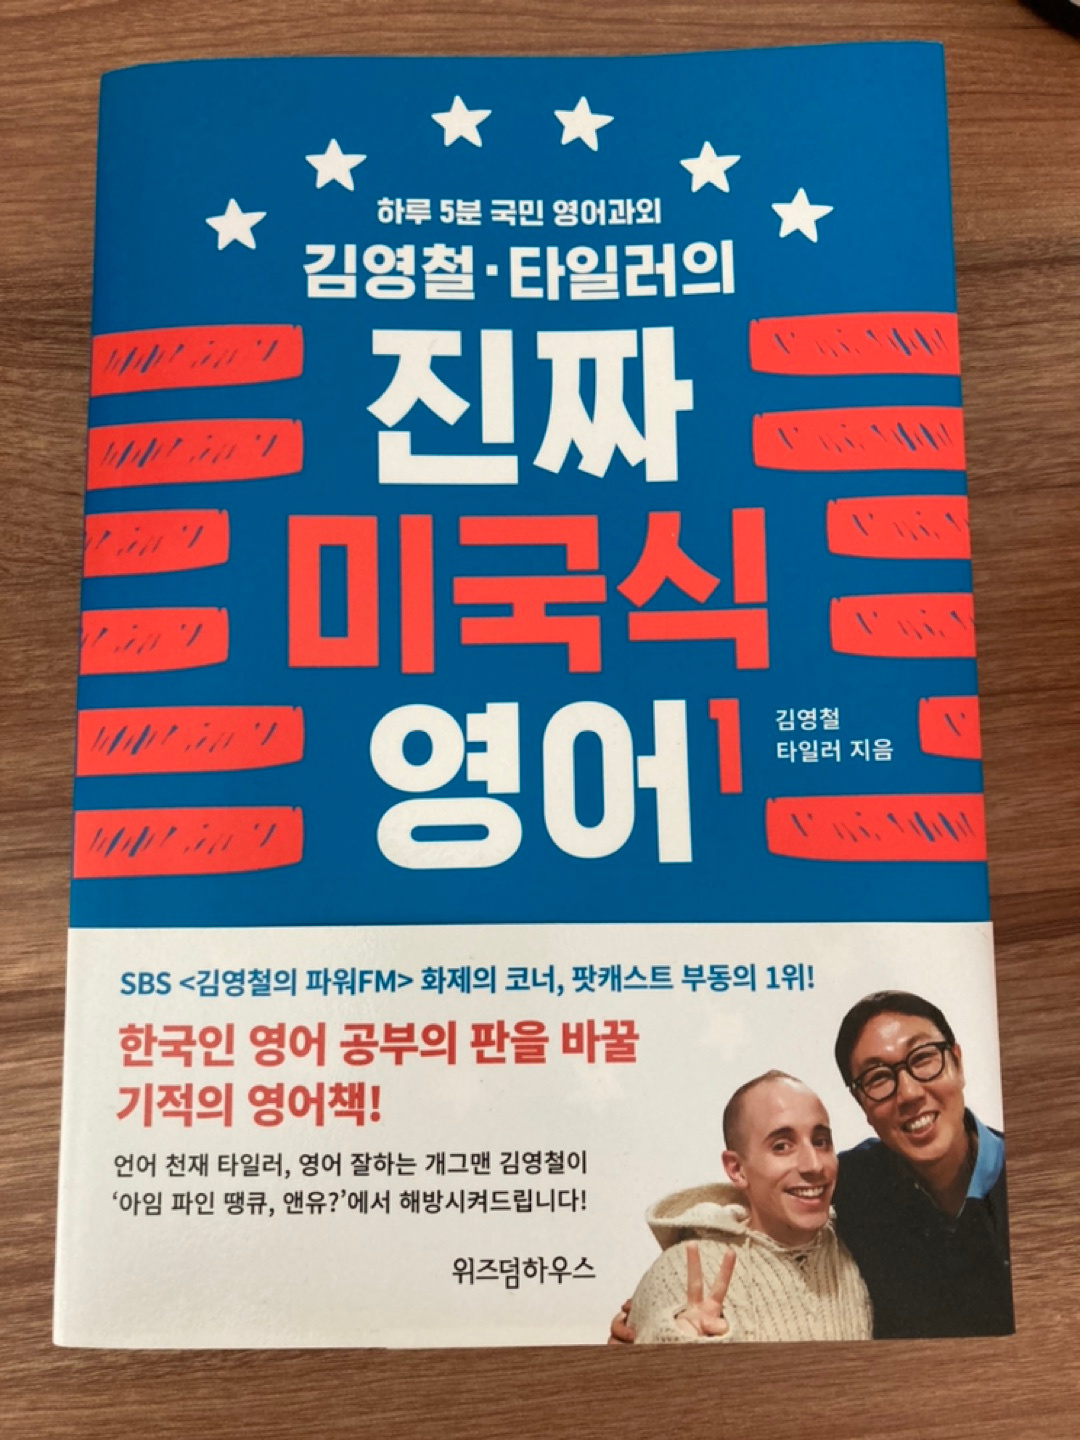 하루 5분 국민 영어과외
김영철·타일러의
진짜
미국식
영어1
김영철
타일러 지음
SBS <김영철의 파워FM> 화제의 코너, 팟캐스트 부동의 1위!
한국인 영어 공부의 판을 바꿀
기적의 영어책!
언어 천재 타일러, 영어 잘하는 개그맨 김영철이
‘아임 파인 땡큐, 앤유?’에서 해방시켜드립니다!
위즈덤하우스